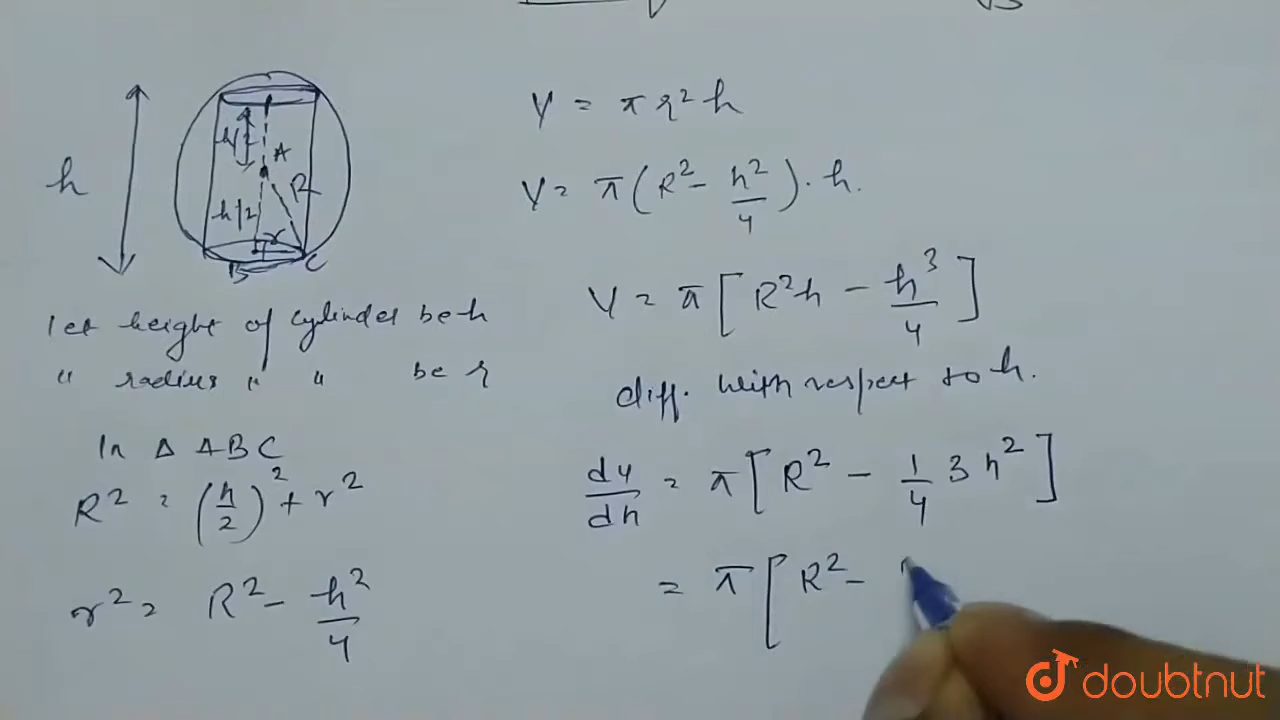 h
h/2
A
R
h/2
r
B
C
let height of cylinder be h
" radius " " be r
In Δ ABC
R² = (h/2)² + r²
r² = R² - h²/4
V = π r² h
V = π(R² - h²/4)·h.
V = π[R²h - h³/4]
diff. with respect to h.
dV/dh = π[R² - 1/4 3h²]
= π[R² -
doubtnut